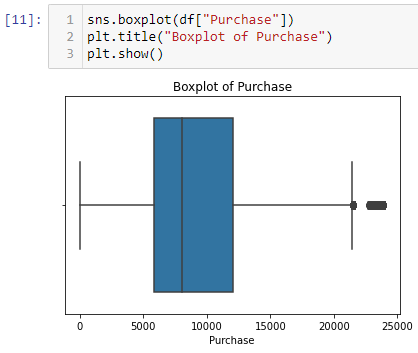 [11]:
1 sns.boxplot(df["Purchase"])
2 plt.title("Boxplot of Purchase")
3 plt.show()
Boxplot of Purchase
0 5000 10000 15000 20000 25000
Purchase